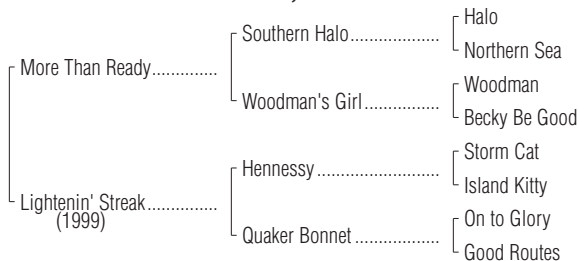 Halo
Southern Halo....................
Northern Sea
More Than Ready..............
Woodman
Woodman's Girl.................
Becky Be Good
Storm Cat
Hennessy...........................
Island Kitty
Lightenin' Streak...............
(1999)
On to Glory
Quaker Bonnet...................
Good Routes